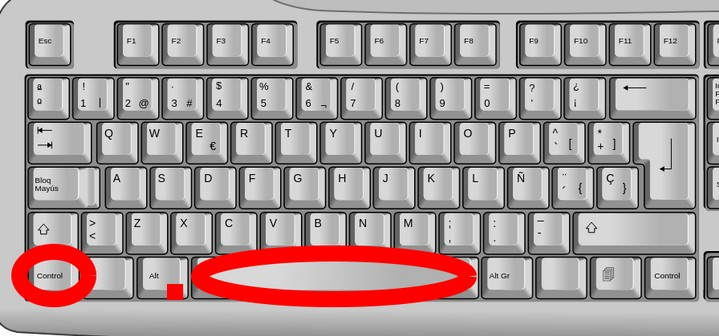 Esc F1 F2 F3 F4 F5 F6 F7 F8 F9 F10 F11 F12
ª ! " · $ % & / ( ) = ? ¿
º 1 | 2 @ 3 # 4 5 6 ¬ 7 8 9 0 ' ¡
Q W E € R T Y U I O P ^ ` [ * + ]
Bloq Mayús A S D F G H J K L Ñ ¨ ´ { Ç }
> < Z X C V B N M ; , : . _ -
Control Alt Alt Gr Control